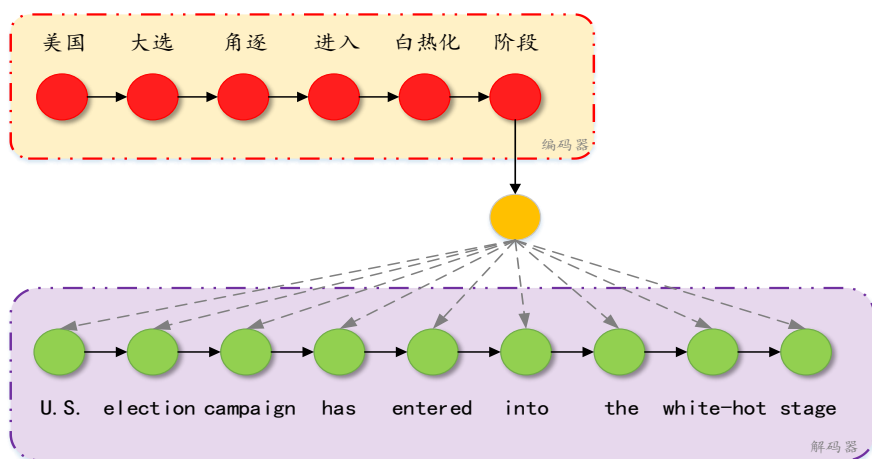 美国 大选 角逐 进入 白热化 阶段
编码器
U.S. election campaign has entered into the white-hot stage
解码器